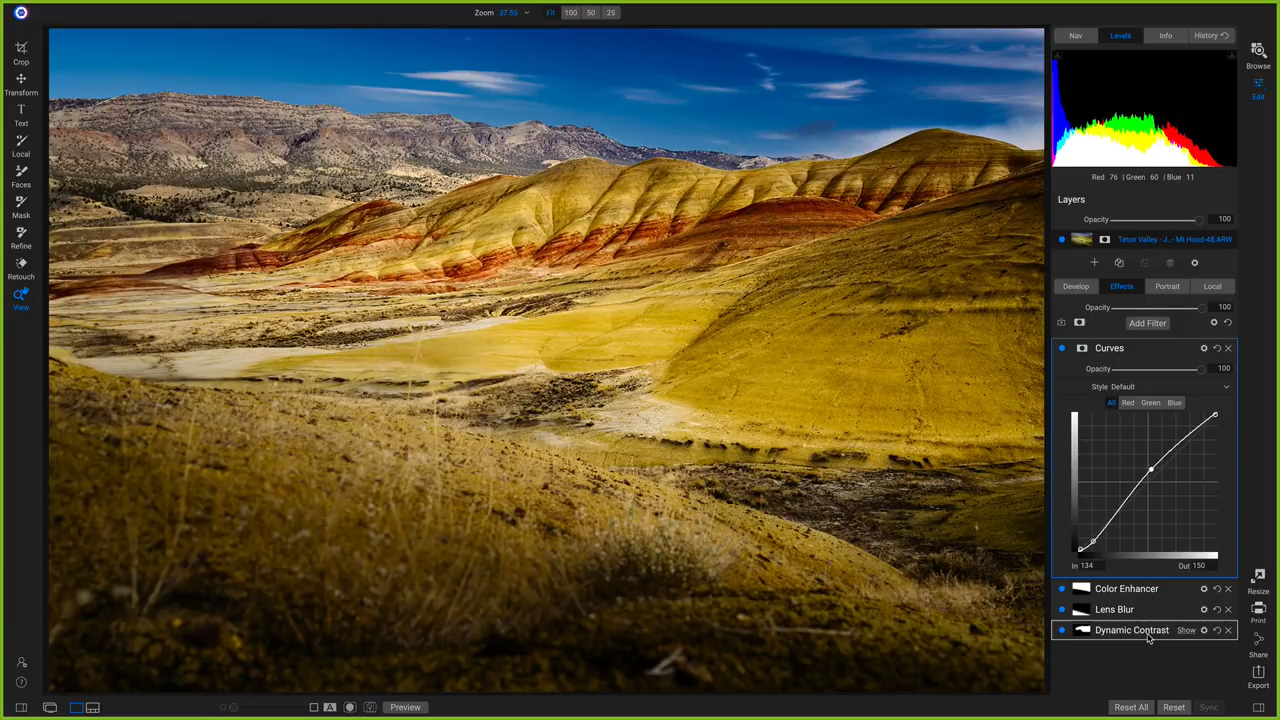 Zoom 37.55 Fit 100 50 25
Crop
Transform
Text
Local
Faces
Mask
Refine
Retouch
View
Nav Levels Info History
Red 76 | Green 60 | Blue 11
Layers
Opacity 100
Teton Valley - J...- Mt Hood-48.ARW
Develop Effects Portrait Local
Opacity 100
Add Filter
Curves
Opacity 100
Style Default
All Red Green Blue
In 134 Out 150
Color Enhancer
Lens Blur
Dynamic Contrast Show
Reset All Reset Sync
Browse
Edit
Resize
Print
Share
Export
A Preview